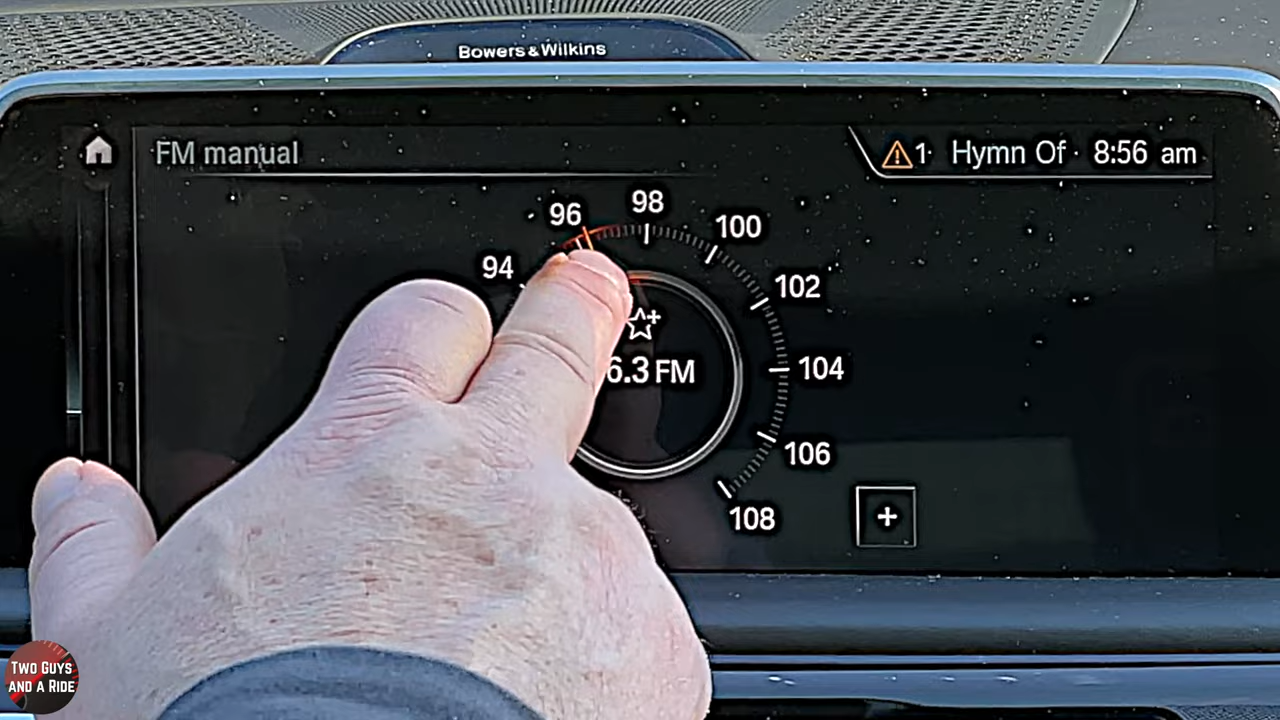 Bowers & Wilkins
FM manual
1 Hymn Of 8:56 am
94
96
98
100
102
104
106
108
6.3 FM
+
TWO GUYS
AND A RIDE